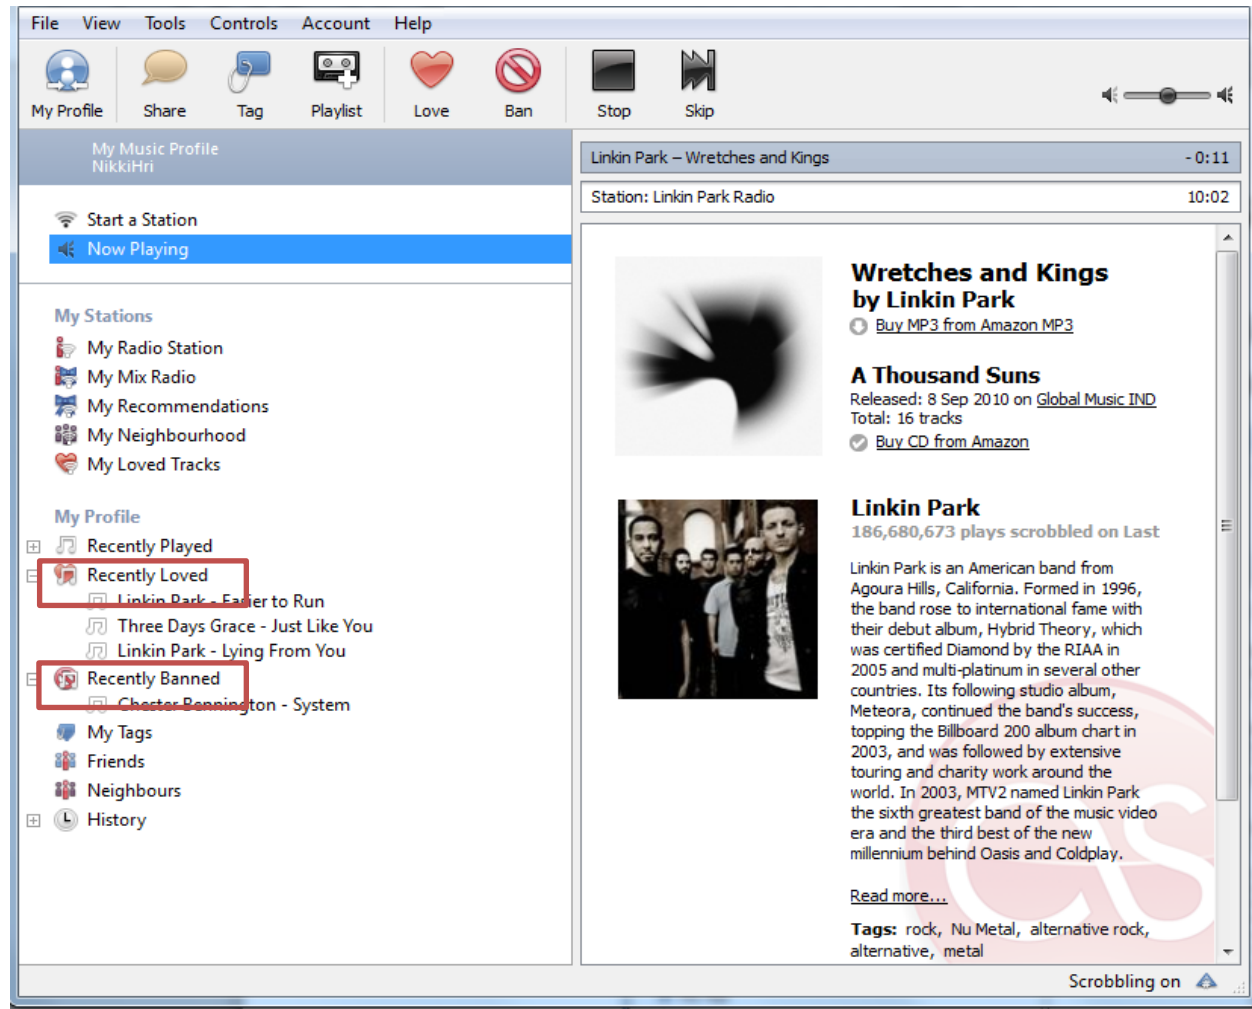 File View Tools Controls Account Help
My Profile Share Tag Playlist Love Ban Stop Skip
My Music Profile
NikkiHri
Start a Station
Now Playing
My Stations
My Radio Station
My Mix Radio
My Recommendations
My Neighbourhood
My Loved Tracks
My Profile
Recently Played
Recently Loved
Linkin Park - Easier to Run
Three Days Grace - Just Like You
Linkin Park - Lying From You
Recently Banned
Chester Bennington - System
My Tags
Friends
Neighbours
History
Linkin Park – Wretches and Kings - 0:11
Station: Linkin Park Radio 10:02
Wretches and Kings
by Linkin Park
Buy MP3 from Amazon MP3
A Thousand Suns
Released: 8 Sep 2010 on Global Music IND
Total: 16 tracks
Buy CD from Amazon
Linkin Park
186,680,673 plays scrobbled on Last
Linkin Park is an American band from
Agoura Hills, California. Formed in 1996,
the band rose to international fame with
their debut album, Hybrid Theory, which
was certified Diamond by the RIAA in
2005 and multi-platinum in several other
countries. Its following studio album,
Meteora, continued the band's success,
topping the Billboard 200 album chart in
2003, and was followed by extensive
touring and charity work around the
world. In 2003, MTV2 named Linkin Park
the sixth greatest band of the music video
era and the third best of the new
millennium behind Oasis and Coldplay.
Read more...
Tags: rock, Nu Metal, alternative rock,
alternative, metal
Scrobbling on